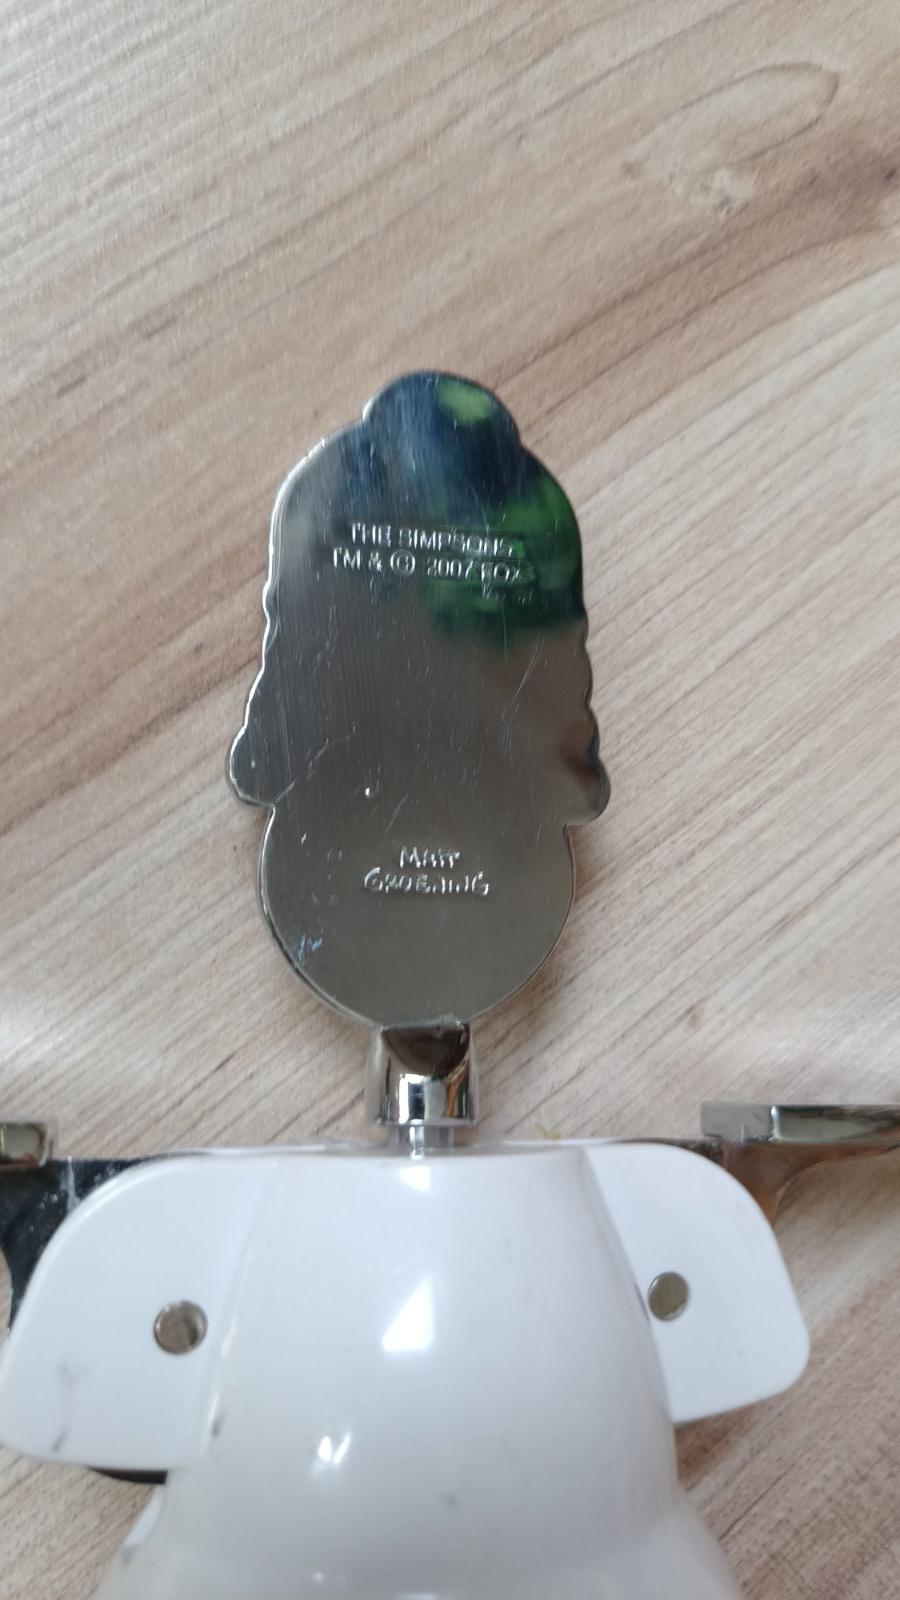 THE SIMPSONS
TM & © 2007 FOX
MATT
GROENING